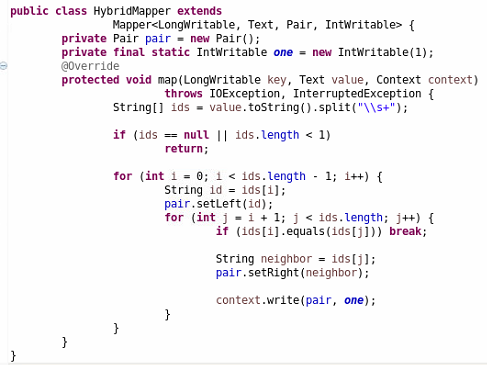 public class HybridMapper extends
                Mapper<LongWritable, Text, Pair, IntWritable> {
        private Pair pair = new Pair();
        private final static IntWritable one = new IntWritable(1);
        @Override
        protected void map(LongWritable key, Text value, Context context)
                        throws IOException, InterruptedException {
                String[] ids = value.toString().split("\\s+");

                if (ids == null || ids.length < 1)
                        return;

                for (int i = 0; i < ids.length - 1; i++) {
                        String id = ids[i];
                        pair.setLeft(id);
                        for (int j = i + 1; j < ids.length; j++) {
                                if (ids[i].equals(ids[j])) break;

                                String neighbor = ids[j];
                                pair.setRight(neighbor);

                                context.write(pair, one);
                        }
                }
        }
}